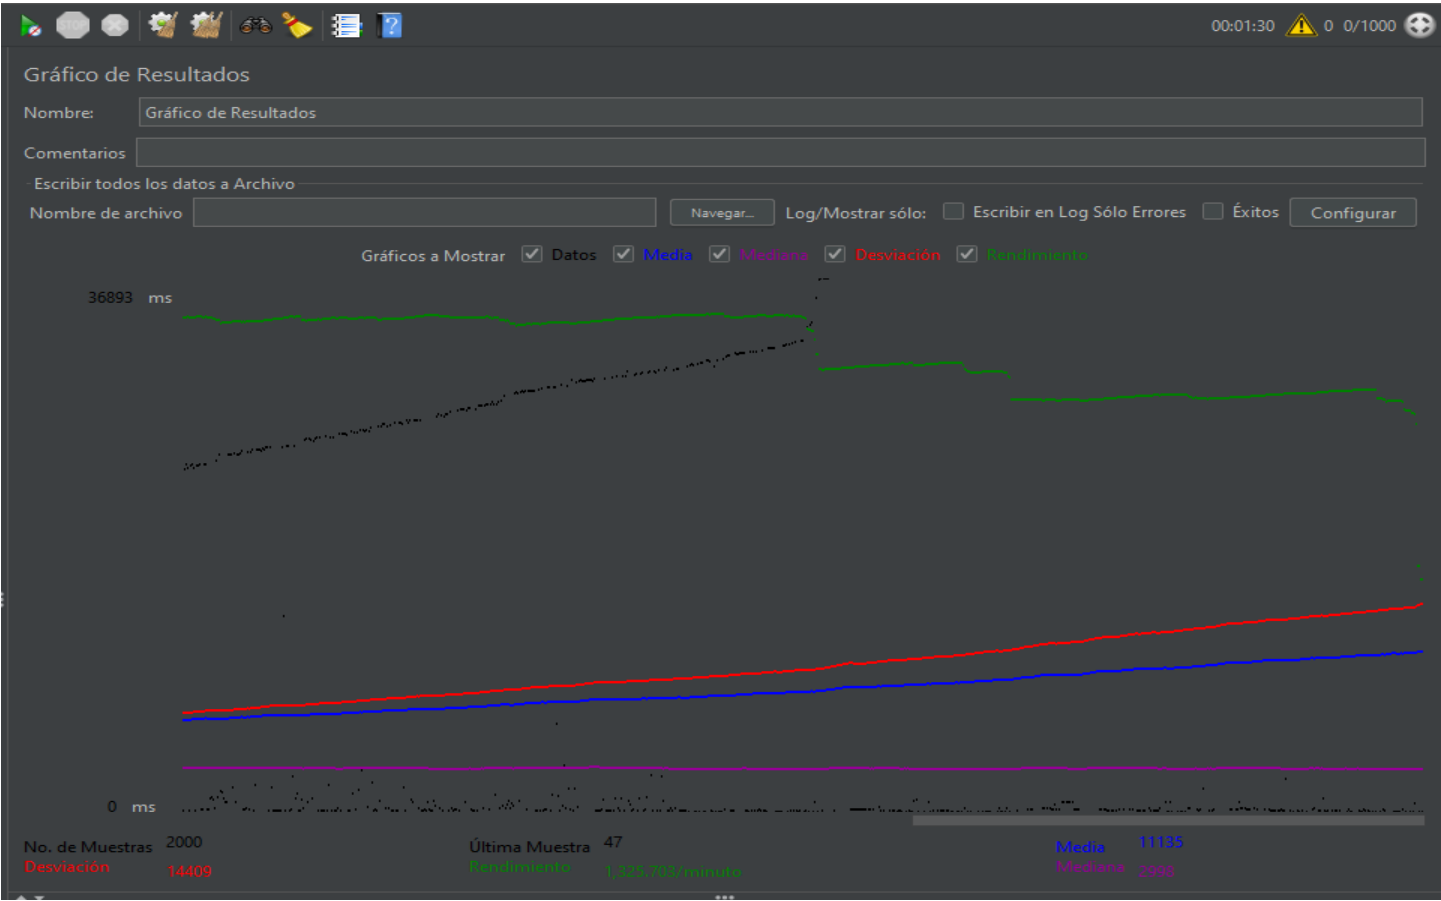 STOP 00:01:30 0 0/1000
Gráfico de Resultados
Nombre: Gráfico de Resultados
Comentarios
Escribir todos los datos a Archivo
Nombre de archivo Navegar... Log/Mostrar sólo: Escribir en Log Sólo Errores Éxitos Configurar
Gráficos a Mostrar Datos Media Mediana Desviación Rendimiento
36893 ms
0 ms
No. de Muestras 2000 Última Muestra 47 Media 11135
Desviación 14409 Rendimiento 1,325.703/minuto Mediana 2998